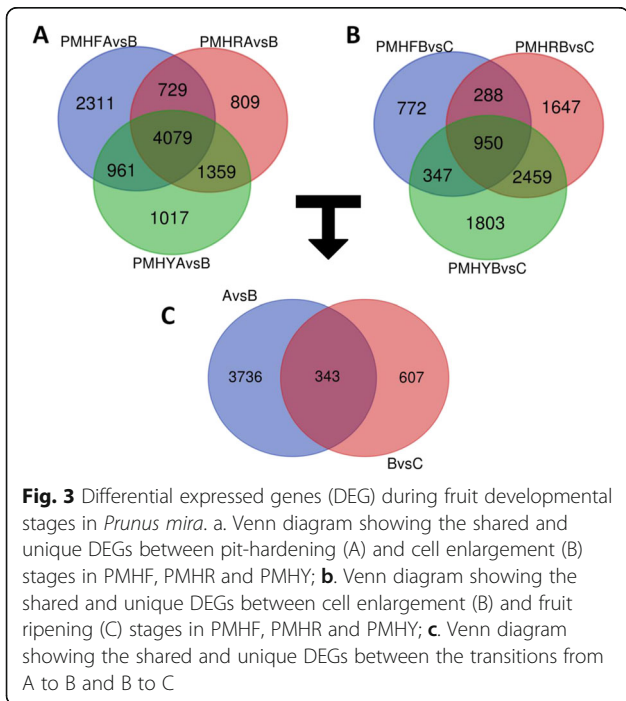 A
PMHFAvsB
PMHRAvsB
2311
729
809
4079
961
1359
1017
PMHYAvsB
B
PMHFBvsC
PMHRBvsC
772
288
1647
950
347
2459
1803
PMHYBvsC
C
AvsB
3736
343
607
BvsC
Fig. 3 Differential expressed genes (DEG) during fruit developmental
stages in Prunus mira. a. Venn diagram showing the shared and
unique DEGs between pit-hardening (A) and cell enlargement (B)
stages in PMHF, PMHR and PMHY; b. Venn diagram showing the
shared and unique DEGs between cell enlargement (B) and fruit
ripening (C) stages in PMHF, PMHR and PMHY; c. Venn diagram
showing the shared and unique DEGs between the transitions from
A to B and B to C